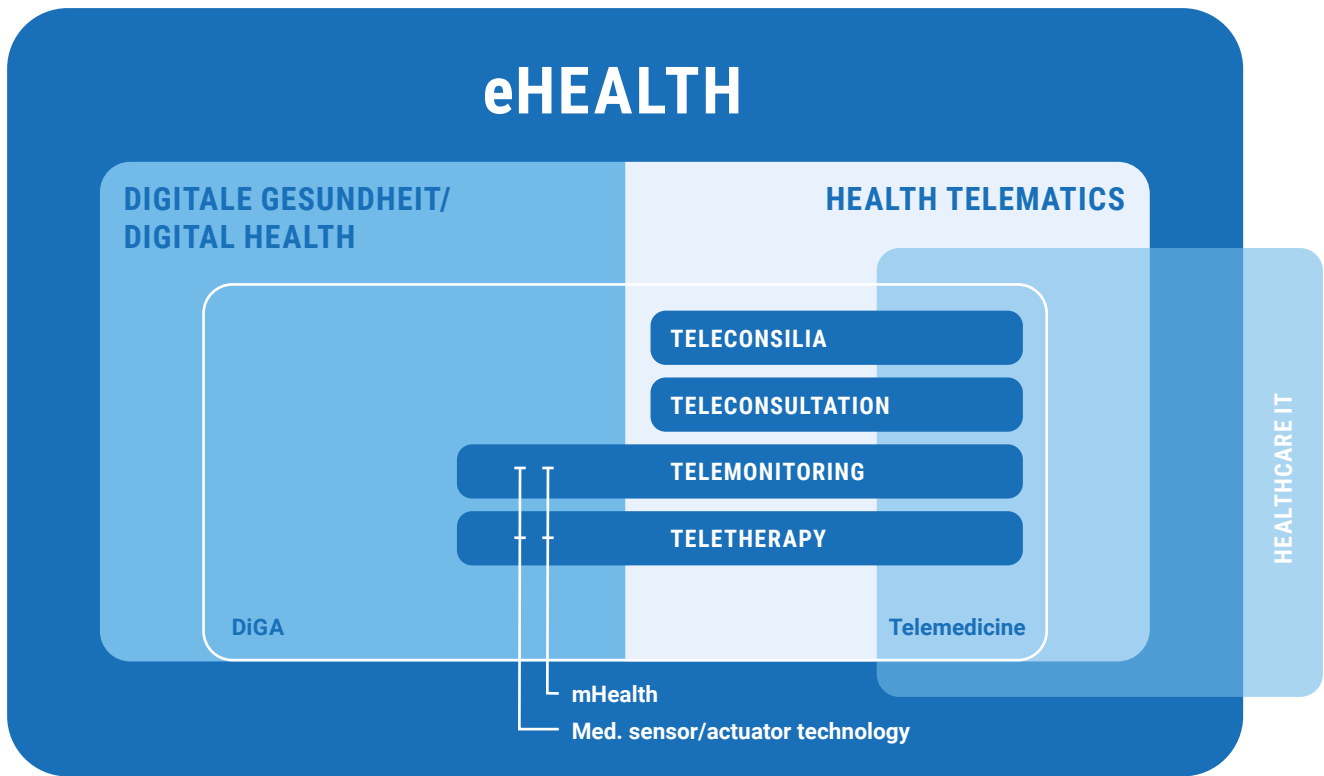 eHEALTH
DIGITALE GESUNDHEIT/
DIGITAL HEALTH
HEALTH TELEMATICS
TELECONSILIA
TELECONSULTATION
TELEMONITORING
TELETHERAPY
HEALTHCARE IT
DiGA
Telemedicine
mHealth
Med. sensor/actuator technology